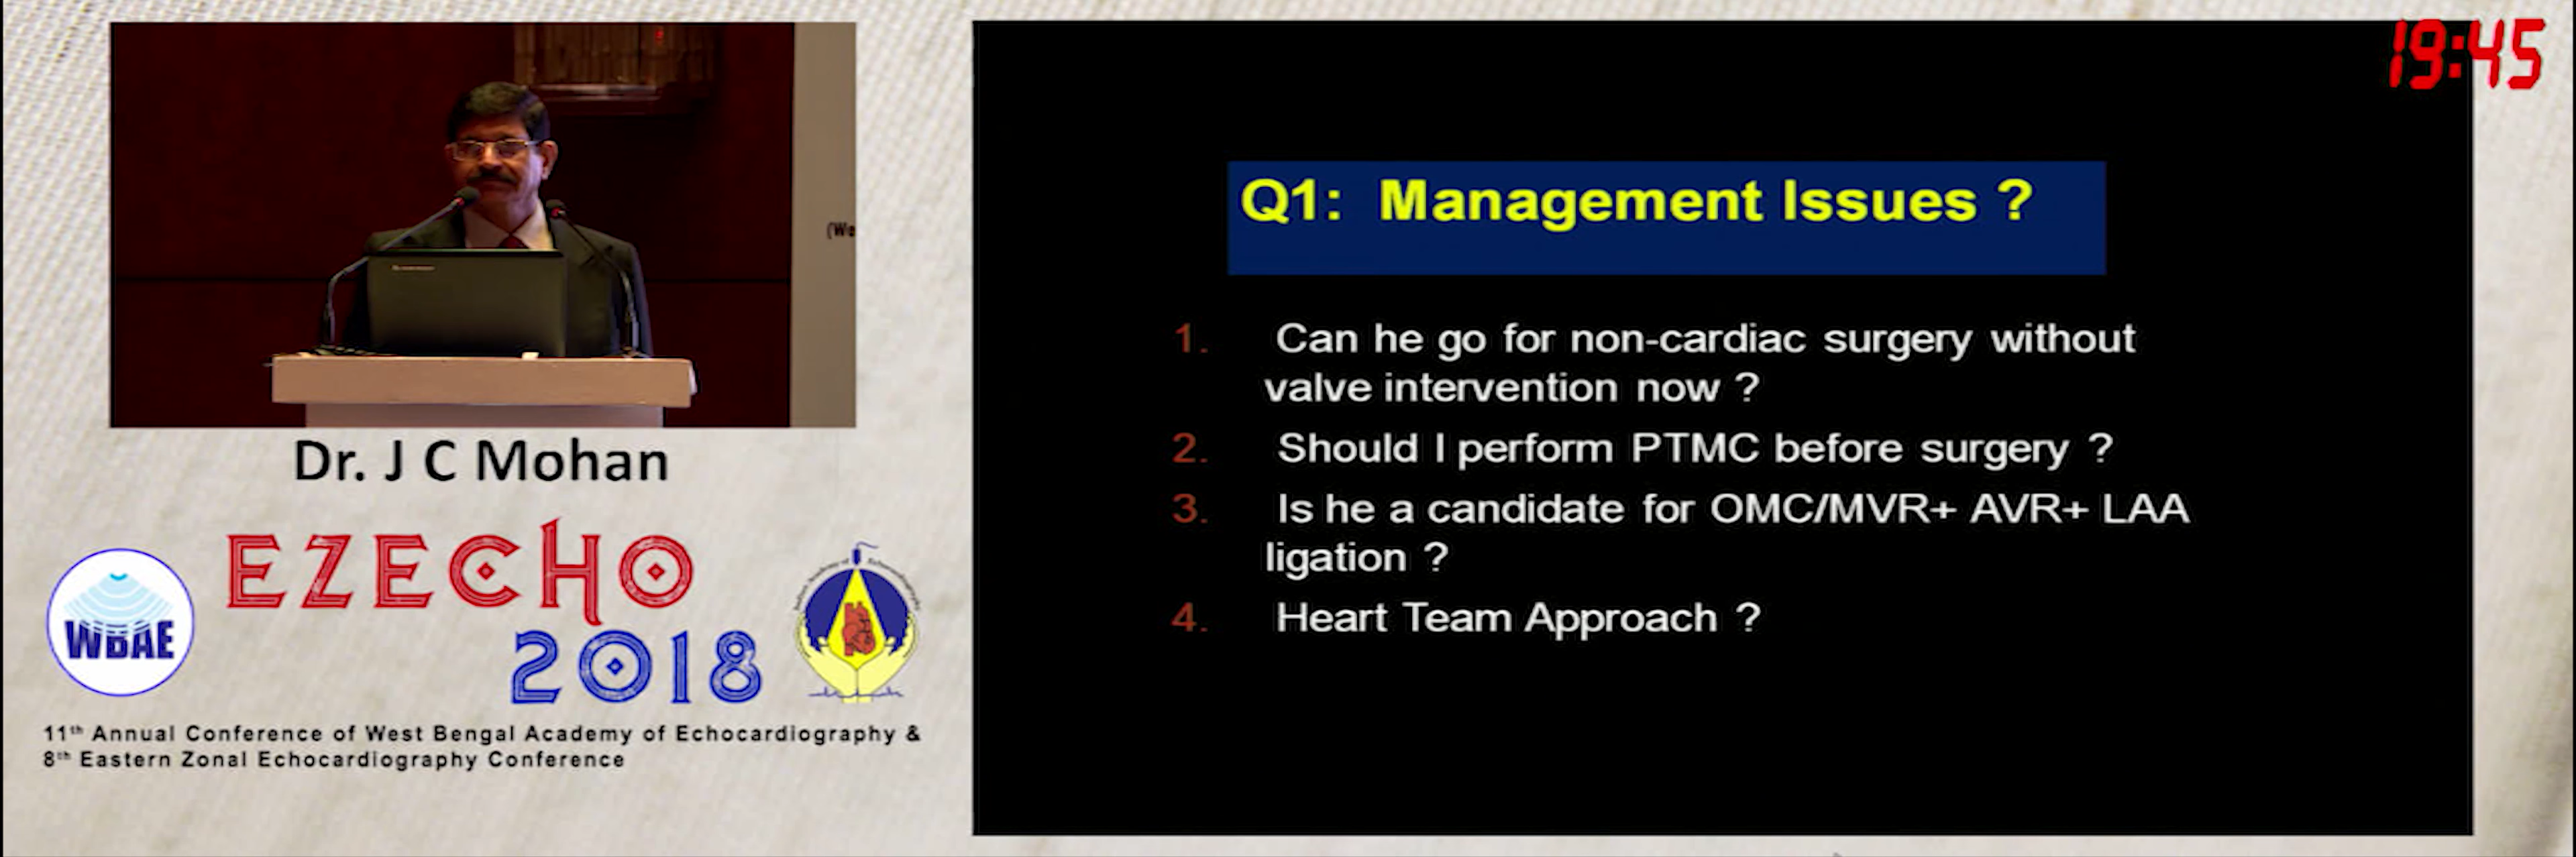 19:45
(We
Dr. J C Mohan
EZECHO
2018
WBAE
11th Annual Conference of West Bengal Academy of Echocardiography &
8th Eastern Zonal Echocardiography Conference
Q1: Management Issues ?
1. Can he go for non-cardiac surgery without
valve intervention now ?
2. Should I perform PTMC before surgery ?
3. Is he a candidate for OMC/MVR+ AVR+ LAA
ligation ?
4. Heart Team Approach ?